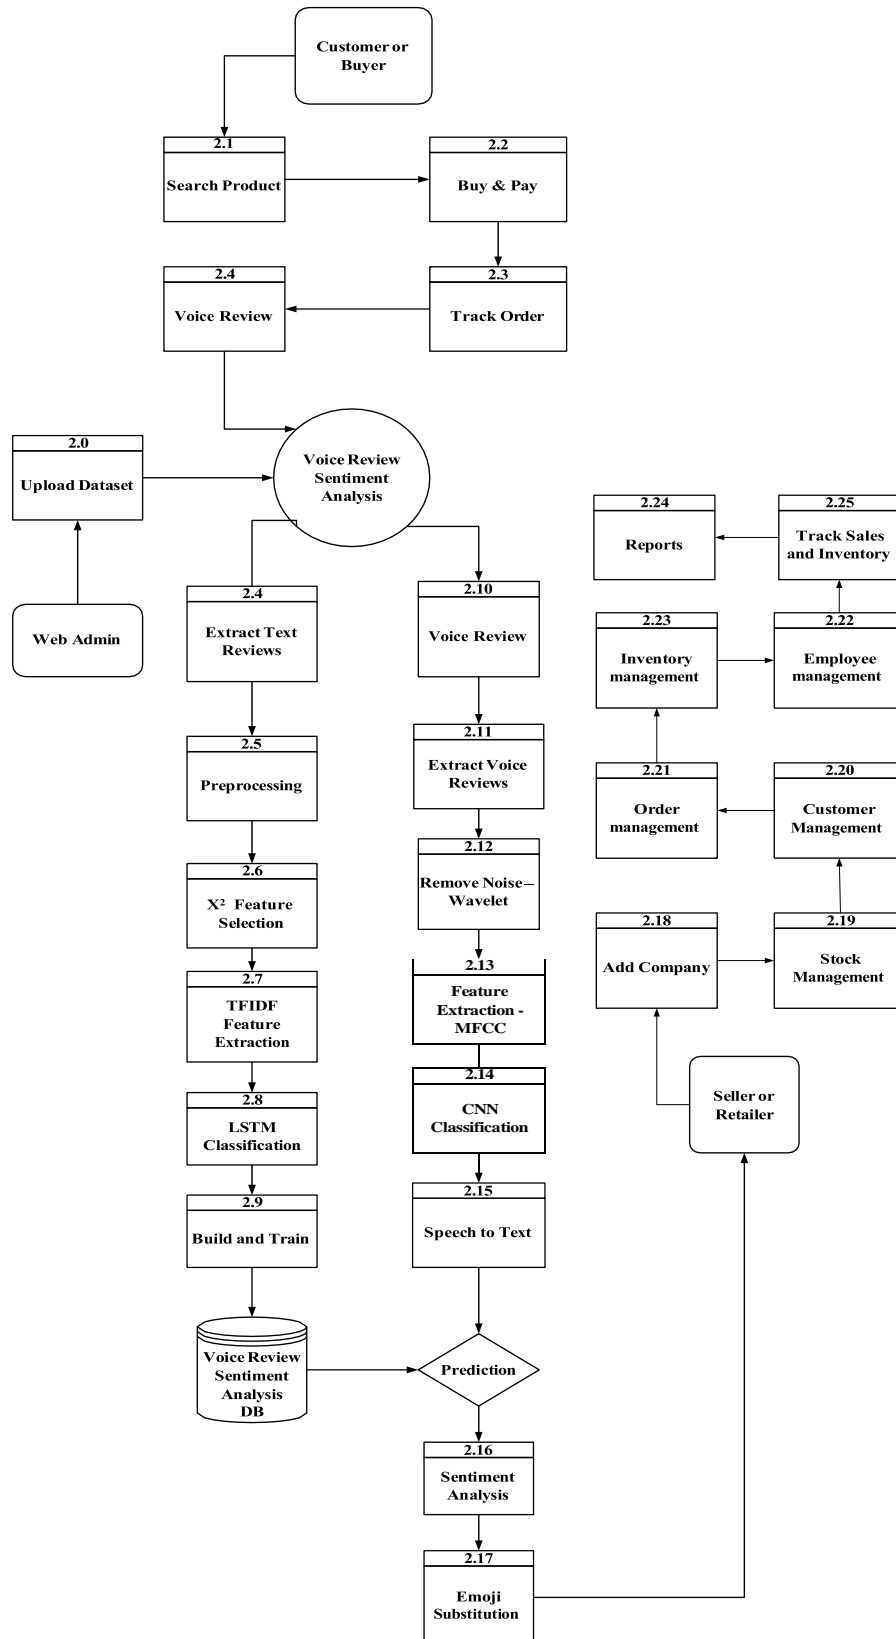 Customer or
Buyer
2.1
Search Product
2.2
Buy & Pay
2.4
Voice Review
2.3
Track Order
2.0
Upload Dataset
Voice Review
Sentiment
Analysis
Web Admin
2.4
Extract Text
Reviews
2.10
Voice Review
2.5
Preprocessing
2.11
Extract Voice
Reviews
2.6
X² Feature
Selection
2.12
Remove Noise–
Wavelet
2.7
TFIDF
Feature
Extraction
2.13
Feature
Extraction -
MFCC
2.8
LSTM
Classification
2.14
CNN
Classification
2.9
Build and Train
2.15
Speech to Text
Voice Review
Sentiment
Analysis
DB
Prediction
2.16
Sentiment
Analysis
2.17
Emoji
Substitution
2.24
Reports
2.25
Track Sales
and Inventory
2.23
Inventory
management
2.22
Employee
management
2.21
Order
management
2.20
Customer
Management
2.18
Add Company
2.19
Stock
Management
Seller or
Retailer